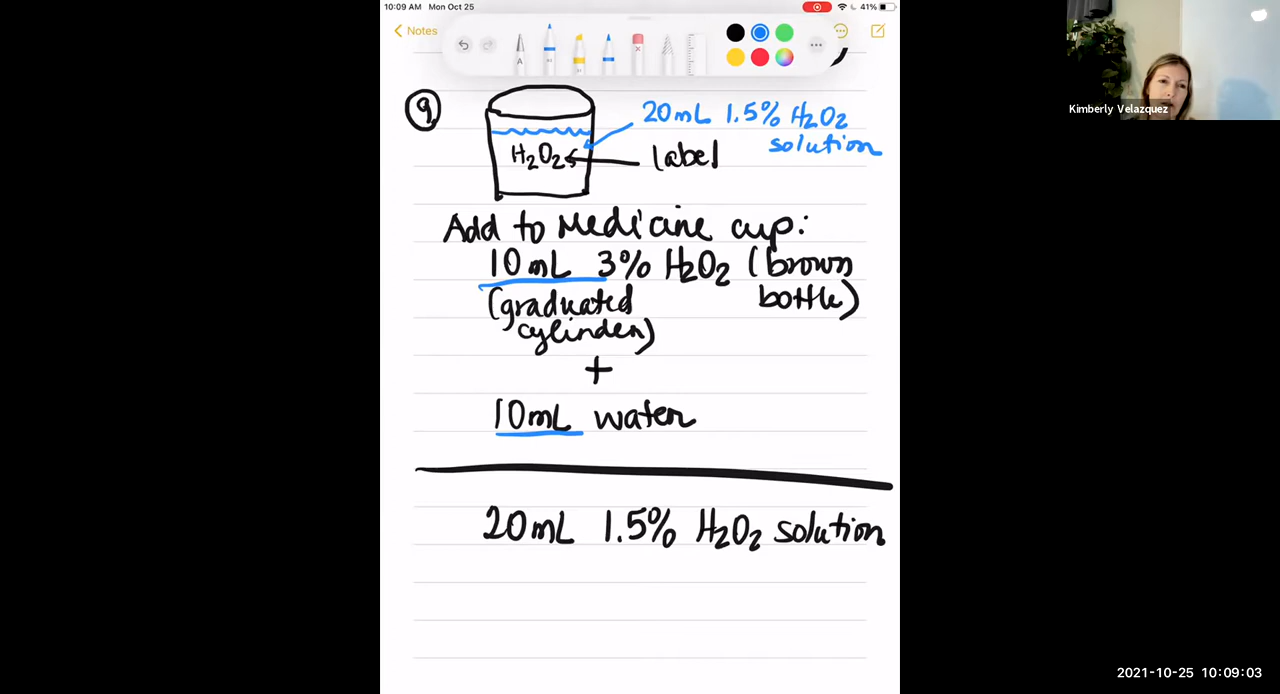 10:09 AM Mon Oct 25
41%
Notes
A
Kimberly Velazquez
9
20mL 1.5% H2O2
solution
H2O2
label
Add to Medicine cup:
10 mL 3% H2O2 (brown
bottle)
(graduated
cylinder)
+
10mL water
20mL 1.5% H2O2 solution
2021-10-25 10:09:03